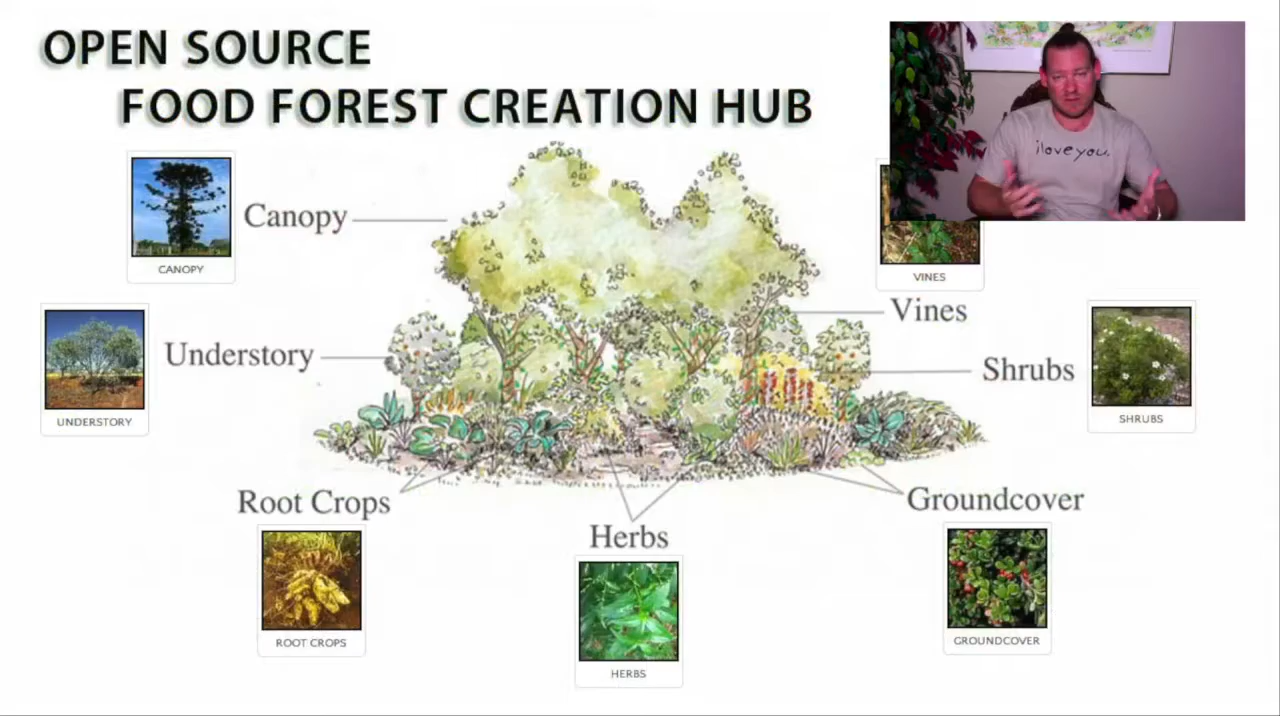 OPEN SOURCE
FOOD FOREST CREATION HUB
i love you.
Canopy
CANOPY
VINES
Vines
Understory
UNDERSTORY
Shrubs
SHRUBS
Root Crops
ROOT CROPS
Herbs
HERBS
Groundcover
GROUNDCOVER